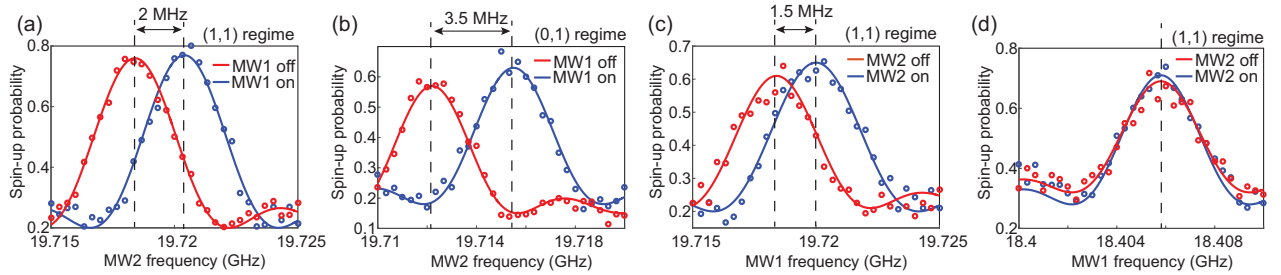 (a)
2 MHz
(1,1) regime
MW1 off
MW1 on
Spin-up probability
0.8
0.6
0.4
0.2
19.715
19.72
19.725
MW2 frequency (GHz)
(b)
3.5 MHz
(0,1) regime
MW1 off
MW1 on
Spin-up probability
0.6
0.5
0.4
0.3
0.2
0.1
19.71
19.714
19.718
MW2 frequency (GHz)
(c)
1.5 MHz
(1,1) regime
MW2 off
MW2 on
Spin-up probability
0.7
0.6
0.5
0.4
0.3
0.2
19.715
19.72
19.725
MW1 frequency (GHz)
(d)
(1,1) regime
MW2 off
MW2 on
Spin-up probability
0.8
0.6
0.4
0.2
18.4
18.404
18.408
MW1 frequency (GHz)